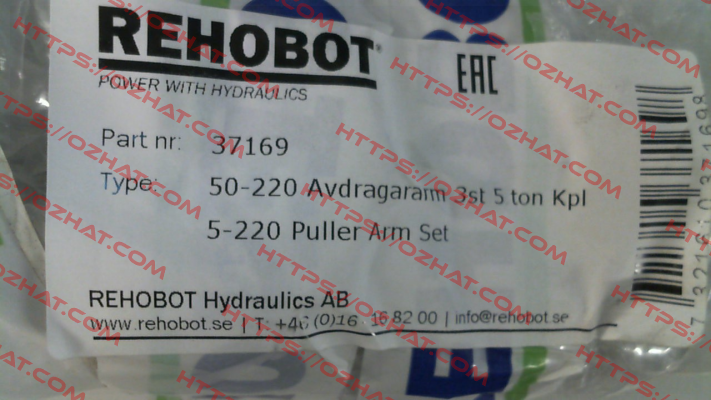 REHOBOT
POWER WITH HYDRAULICS
EAC
Part nr: 37169
Type: 50-220 Avdragararm 3st 5 ton Kpl
5-220 Puller Arm Set
REHOBOT Hydraulics AB
www.rehobot.se | T: +46 (0)16 16 82 00 | info@rehobot.se
HTTPS://OZHAT.COM